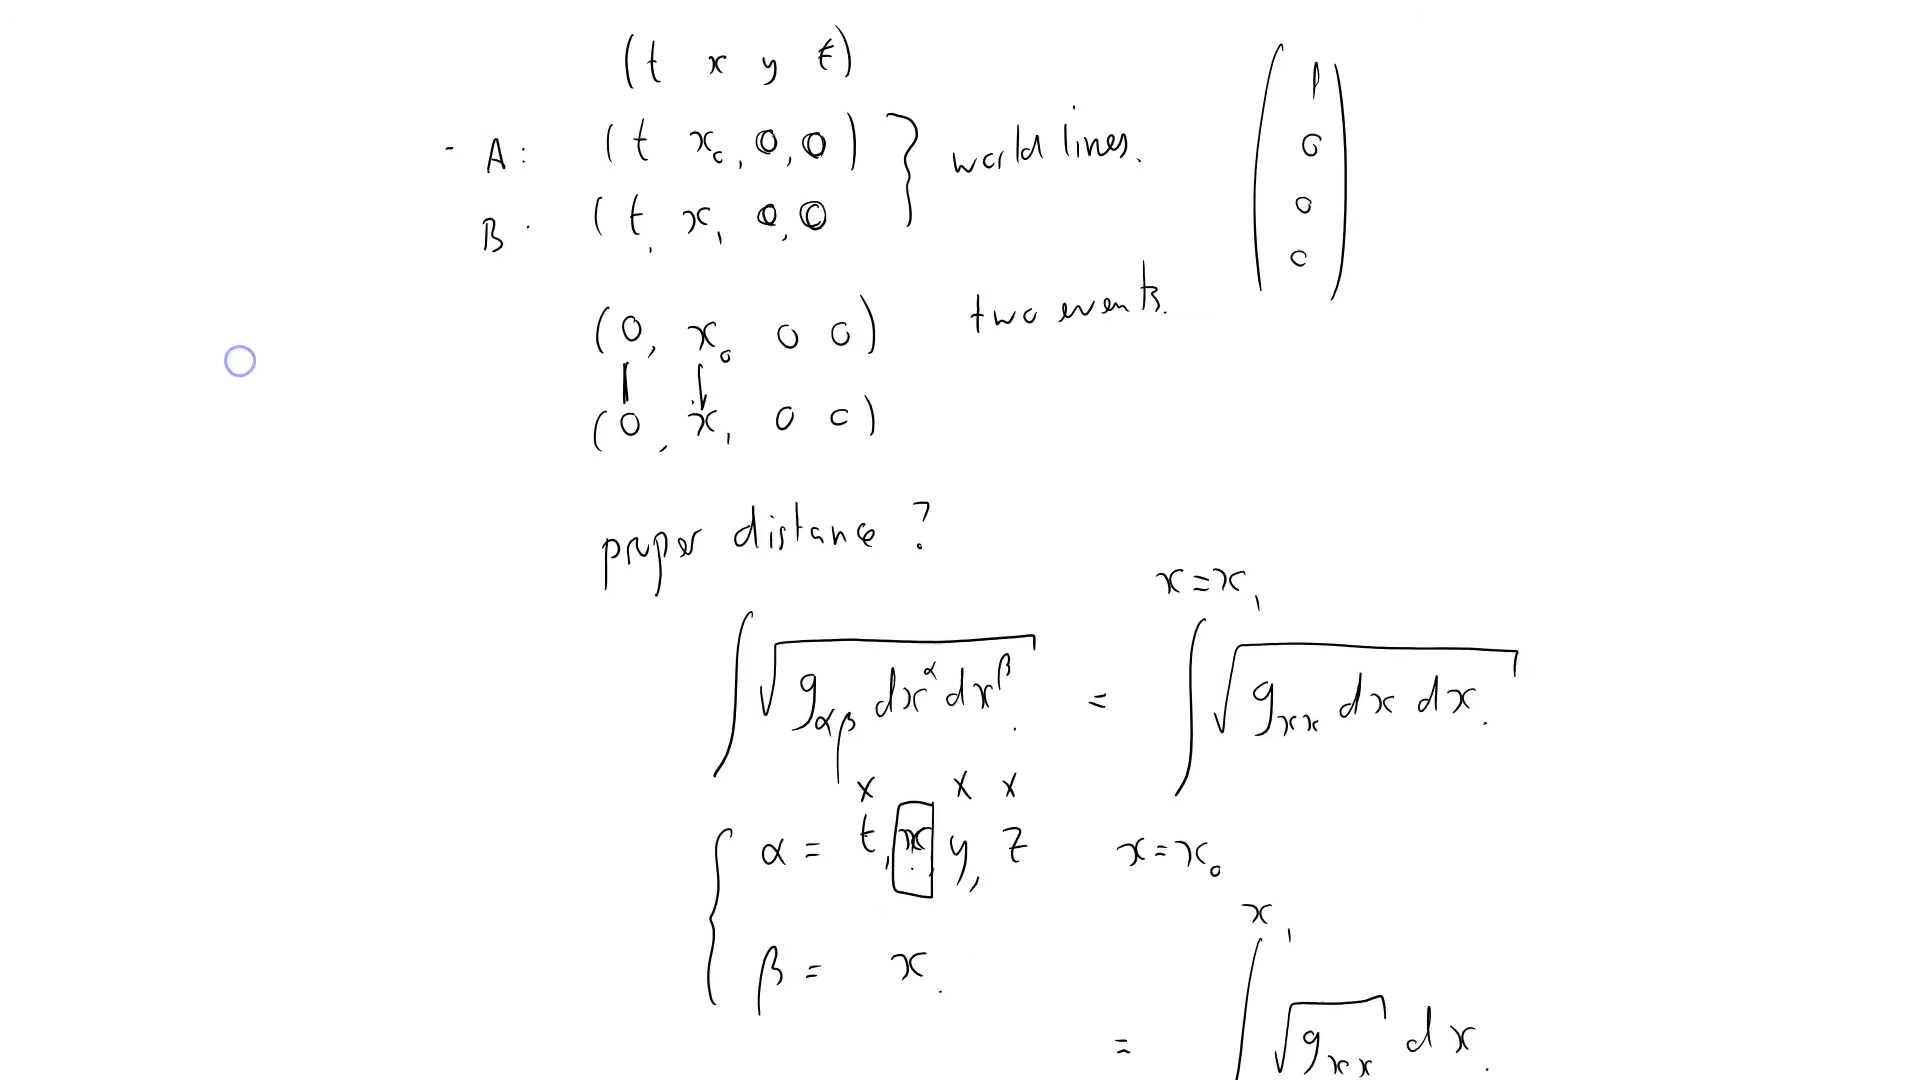 (t x y z)
- A: (t x₀, 0, 0) } world lines.
B: (t, x₁ 0, 0
(1 0 0 0)
(0, x₀ 0 0) two events.
(0, x₁ 0 0)
proper distance ?
∫ √(g_αβ dx^α dx^β) = ∫_{x=x₀}^{x=x₁} √(g_xx dx dx).
x x x
{ α = t, x, y, z
β = x.
= ∫^{x₁} √(g_xx) dx.